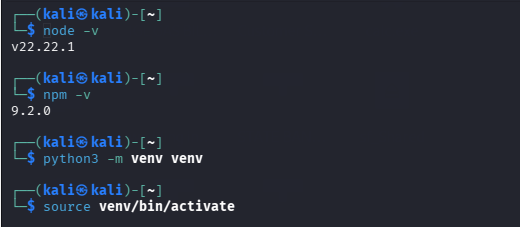 ┌──(kali㉿kali)-[~]
└─$ node -v
v22.22.1
┌──(kali㉿kali)-[~]
└─$ npm -v
9.2.0
┌──(kali㉿kali)-[~]
└─$ python3 -m venv venv
┌──(kali㉿kali)-[~]
└─$ source venv/bin/activate